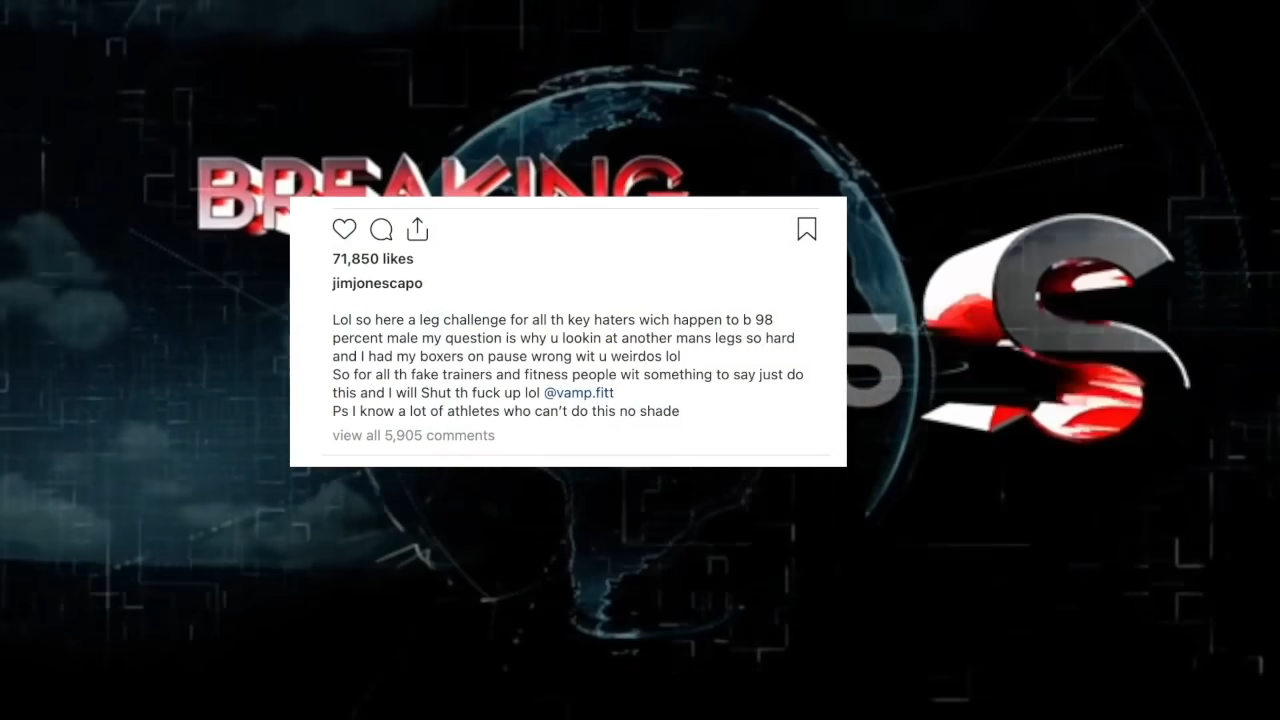 BREAKING
S
71,850 likes
jimjonescapo
Lol so here a leg challenge for all th key haters wich happen to b 98
percent male my question is why u lookin at another mans legs so hard
and I had my boxers on pause wrong wit u weirdos lol
So for all th fake trainers and fitness people wit something to say just do
this and I will Shut th fuck up lol @vamp.fitt
Ps I know a lot of athletes who can’t do this no shade
view all 5,905 comments